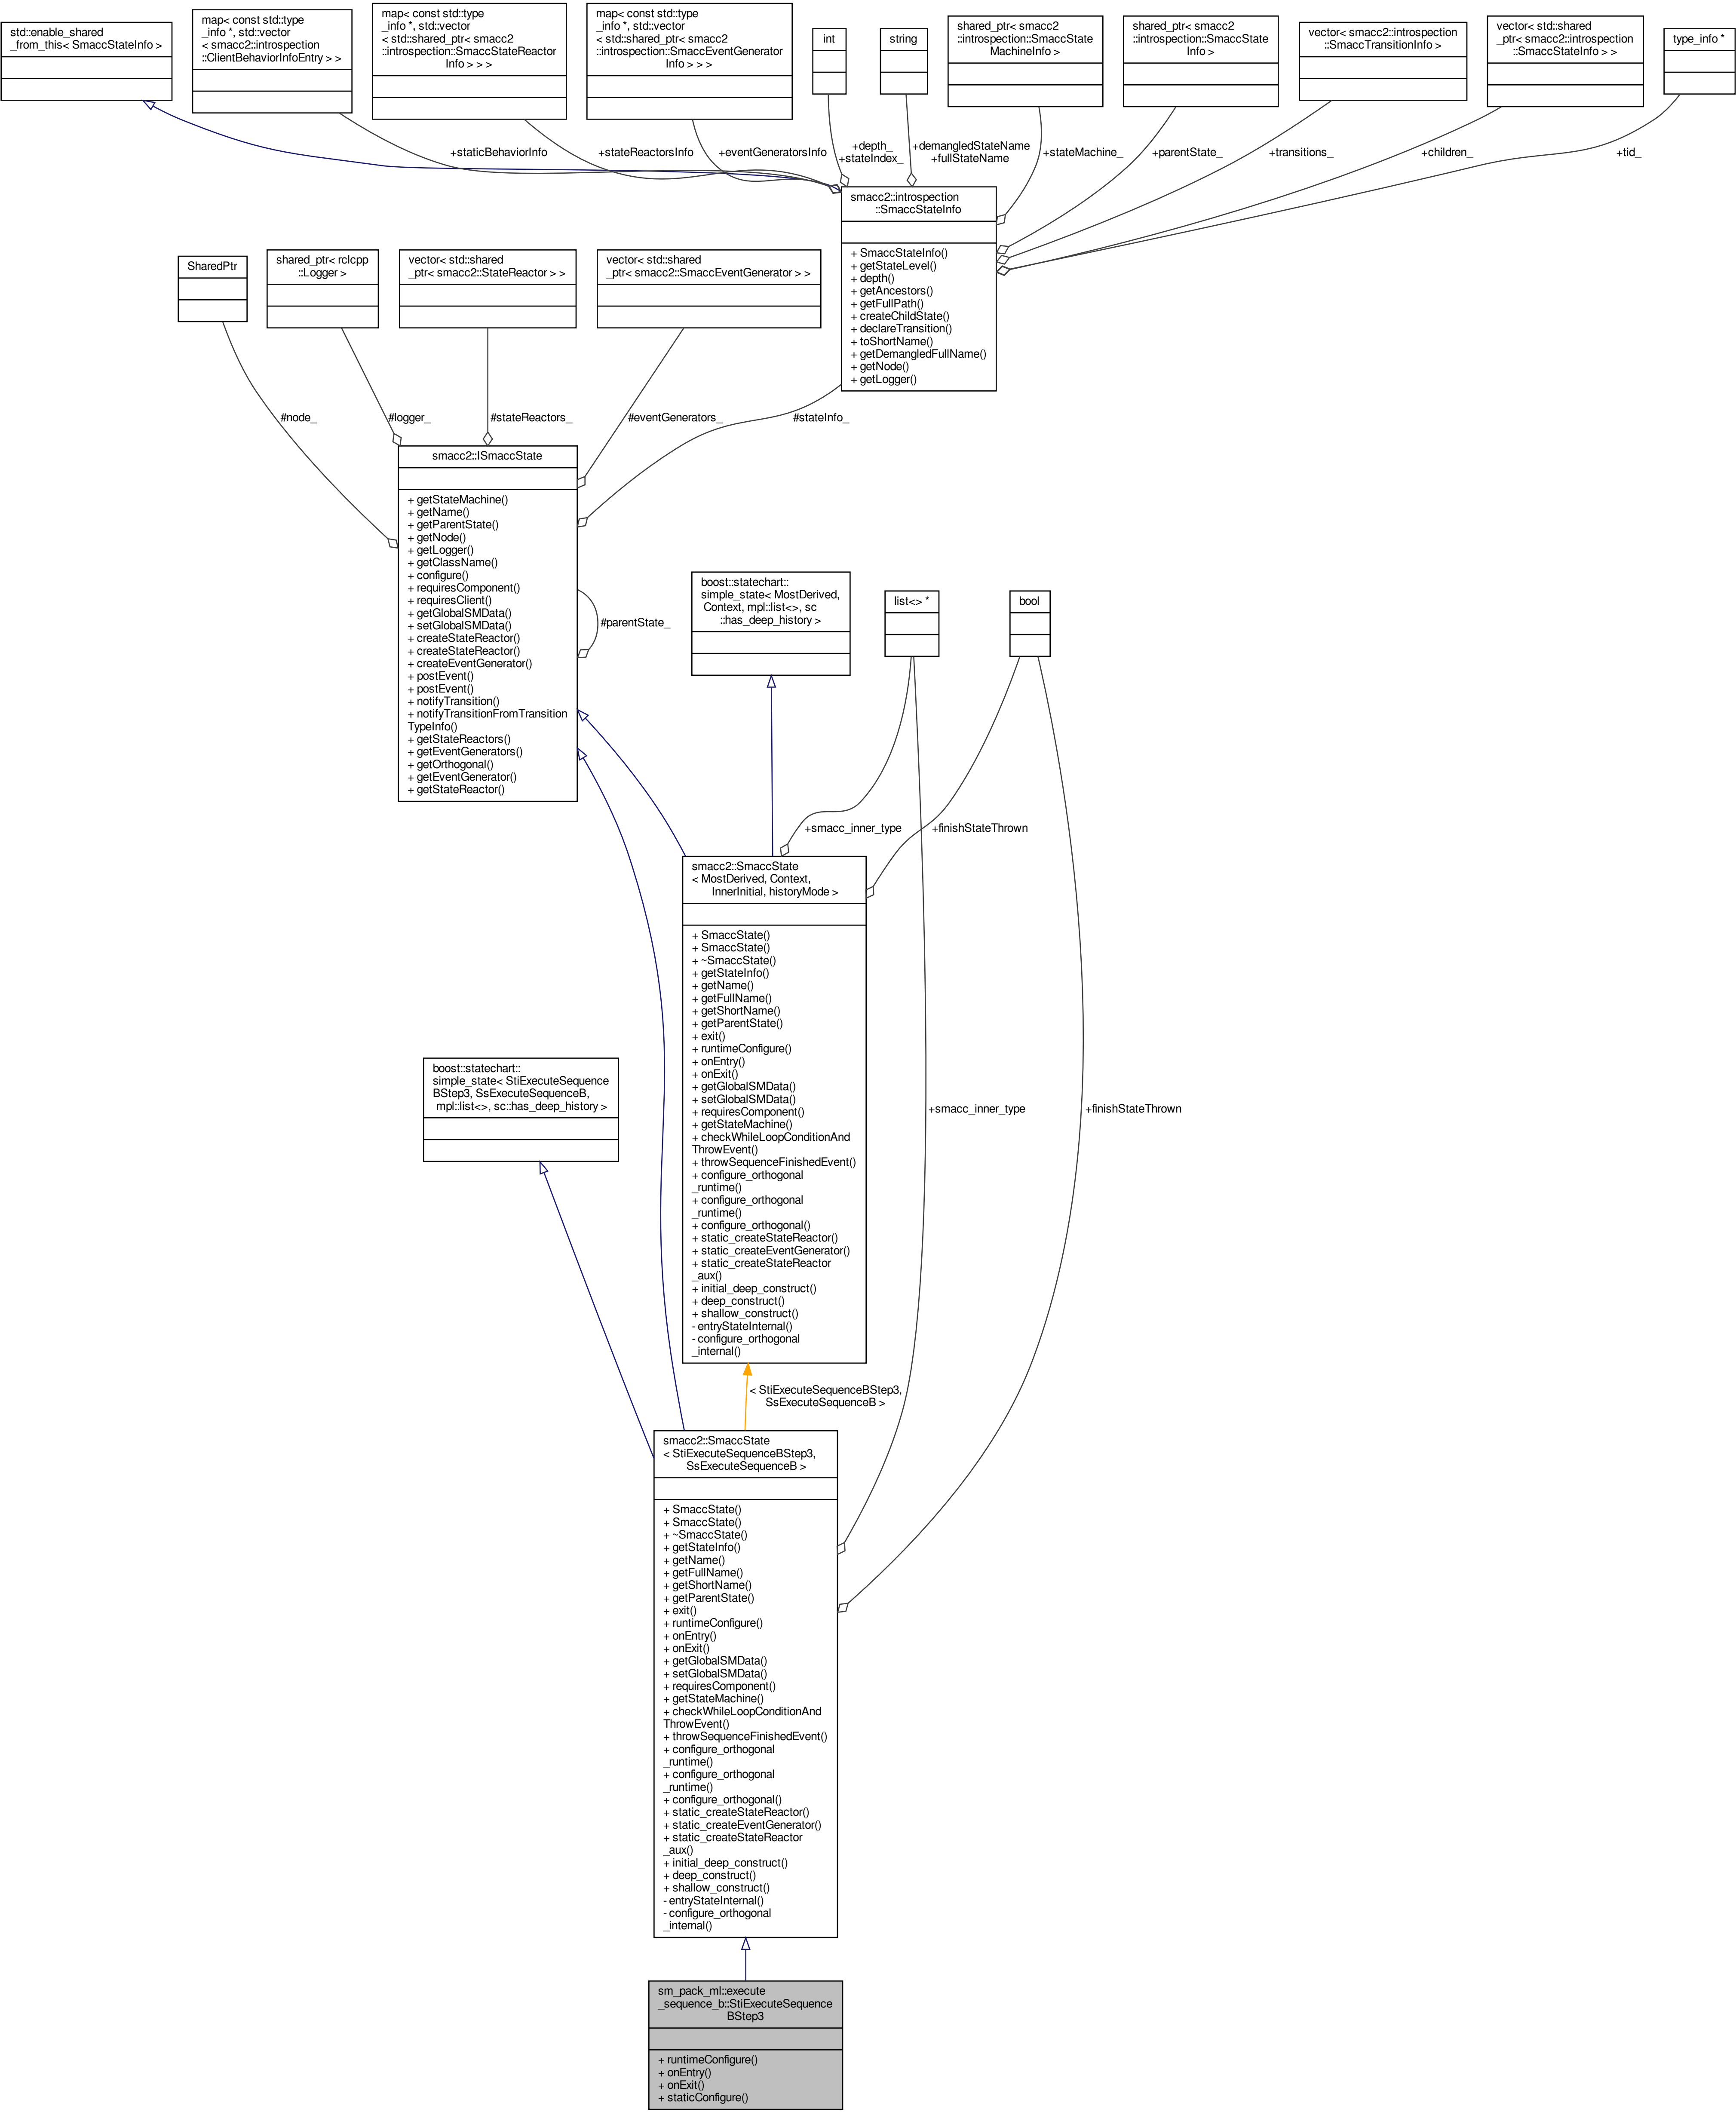 std::enable_shared
_from_this< SmaccStateInfo >
map< const std::type
_info *, std::vector
< smacc2::introspection
::ClientBehaviorInfoEntry > >
map< const std::type
_info *, std::vector
< std::shared_ptr< smacc2
::introspection::SmaccStateReactor
Info > > >
map< const std::type
_info *, std::vector
< std::shared_ptr< smacc2
::introspection::SmaccEventGenerator
Info > > >
int
string
shared_ptr< smacc2
::introspection::SmaccState
MachineInfo >
shared_ptr< smacc2
::introspection::SmaccState
Info >
vector< smacc2::introspection
::SmaccTransitionInfo >
vector< std::shared
_ptr< smacc2::introspection
::SmaccStateInfo > >
type_info *
+staticBehaviorInfo
+stateReactorsInfo
+eventGeneratorsInfo
+depth_
+stateIndex_
+demangledStateName
+fullStateName
+stateMachine_
+parentState_
+transitions_
+children_
+tid_
smacc2::introspection
::SmaccStateInfo
+ SmaccStateInfo()
+ getStateLevel()
+ depth()
+ getAncestors()
+ getFullPath()
+ createChildState()
+ declareTransition()
+ toShortName()
+ getDemangledFullName()
+ getNode()
+ getLogger()
SharedPtr
shared_ptr< rclcpp
::Logger >
vector< std::shared
_ptr< smacc2::StateReactor > >
vector< std::shared
_ptr< smacc2::SmaccEventGenerator > >
#node_
#logger_
#stateReactors_
#eventGenerators_
#stateInfo_
smacc2::ISmaccState
+ getStateMachine()
+ getName()
+ getParentState()
+ getNode()
+ getLogger()
+ getClassName()
+ configure()
+ requiresComponent()
+ requiresClient()
+ getGlobalSMData()
+ setGlobalSMData()
+ createStateReactor()
+ createStateReactor()
+ createEventGenerator()
+ postEvent()
+ postEvent()
+ notifyTransition()
+ notifyTransitionFromTransition
TypeInfo()
+ getStateReactors()
+ getEventGenerators()
+ getOrthogonal()
+ getEventGenerator()
+ getStateReactor()
#parentState_
boost::statechart::
simple_state< MostDerived,
Context, mpl::list<>, sc
::has_deep_history >
list<> *
bool
+smacc_inner_type
+finishStateThrown
smacc2::SmaccState
< MostDerived, Context,
InnerInitial, historyMode >
+ SmaccState()
+ SmaccState()
+ ~SmaccState()
+ getStateInfo()
+ getName()
+ getFullName()
+ getShortName()
+ getParentState()
+ exit()
+ runtimeConfigure()
+ onEntry()
+ onExit()
+ getGlobalSMData()
+ setGlobalSMData()
+ requiresComponent()
+ getStateMachine()
+ checkWhileLoopConditionAnd
ThrowEvent()
+ throwSequenceFinishedEvent()
+ configure_orthogonal
_runtime()
+ configure_orthogonal
_runtime()
+ configure_orthogonal()
+ static_createStateReactor()
+ static_createEventGenerator()
+ static_createStateReactor
_aux()
+ initial_deep_construct()
+ deep_construct()
+ shallow_construct()
- entryStateInternal()
- configure_orthogonal
_internal()
boost::statechart::
simple_state< StiExecuteSequence
BStep3, SsExecuteSequenceB,
mpl::list<>, sc::has_deep_history >
+smacc_inner_type
+finishStateThrown
< StiExecuteSequenceBStep3,
SsExecuteSequenceB >
smacc2::SmaccState
< StiExecuteSequenceBStep3,
SsExecuteSequenceB >
+ SmaccState()
+ SmaccState()
+ ~SmaccState()
+ getStateInfo()
+ getName()
+ getFullName()
+ getShortName()
+ getParentState()
+ exit()
+ runtimeConfigure()
+ onEntry()
+ onExit()
+ getGlobalSMData()
+ setGlobalSMData()
+ requiresComponent()
+ getStateMachine()
+ checkWhileLoopConditionAnd
ThrowEvent()
+ throwSequenceFinishedEvent()
+ configure_orthogonal
_runtime()
+ configure_orthogonal
_runtime()
+ configure_orthogonal()
+ static_createStateReactor()
+ static_createEventGenerator()
+ static_createStateReactor
_aux()
+ initial_deep_construct()
+ deep_construct()
+ shallow_construct()
- entryStateInternal()
- configure_orthogonal
_internal()
sm_pack_ml::execute
_sequence_b::StiExecuteSequence
BStep3
+ runtimeConfigure()
+ onEntry()
+ onExit()
+ staticConfigure()